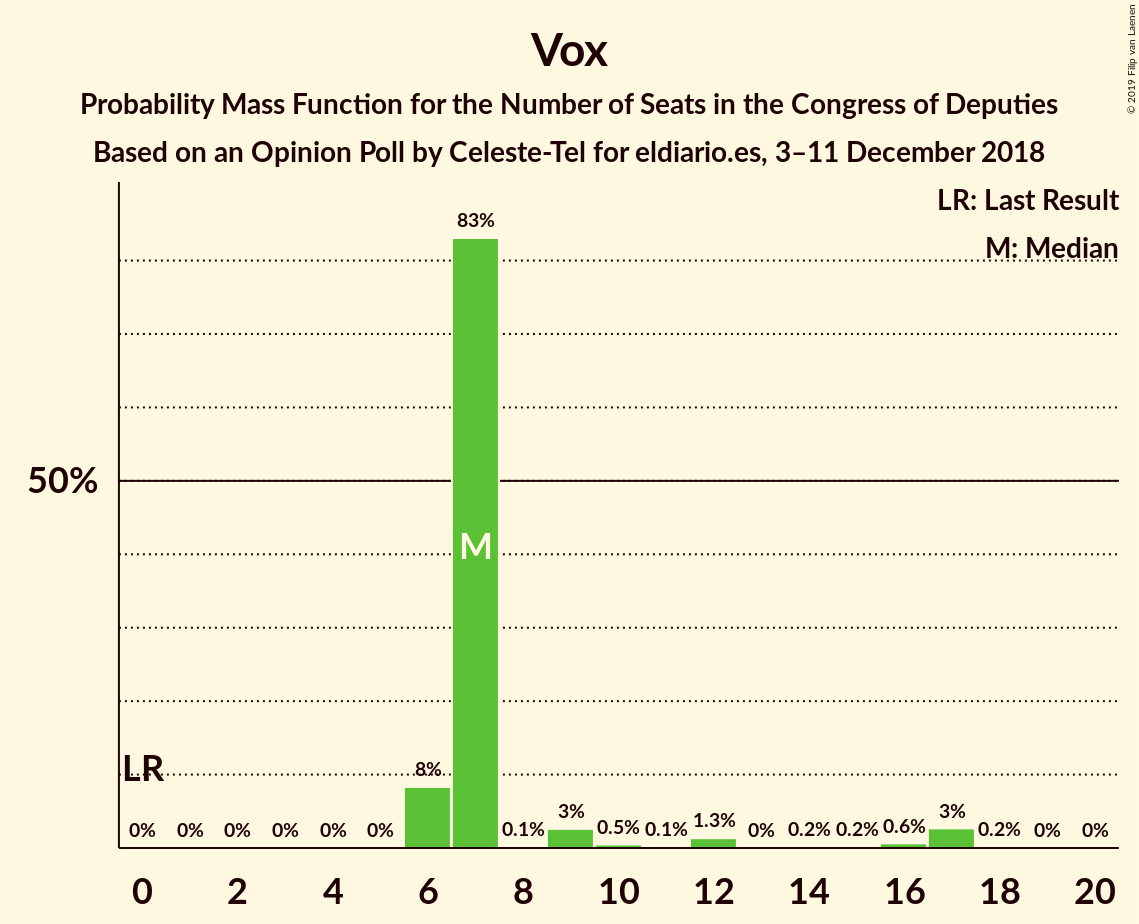 Vox
Probability Mass Function for the Number of Seats in the Congress of Deputies
Based on an Opinion Poll by Celeste-Tel for eldiario.es, 3–11 December 2018
© 2019 Filip van Laenen
LR: Last Result
M: Median
83%
50%
M
LR
8%
0% 0% 0% 0% 0% 0% 0.1% 3% 0.5% 0.1% 1.3% 0% 0.2% 0.2% 0.6% 3% 0.2% 0% 0%
0 2 4 6 8 10 12 14 16 18 20